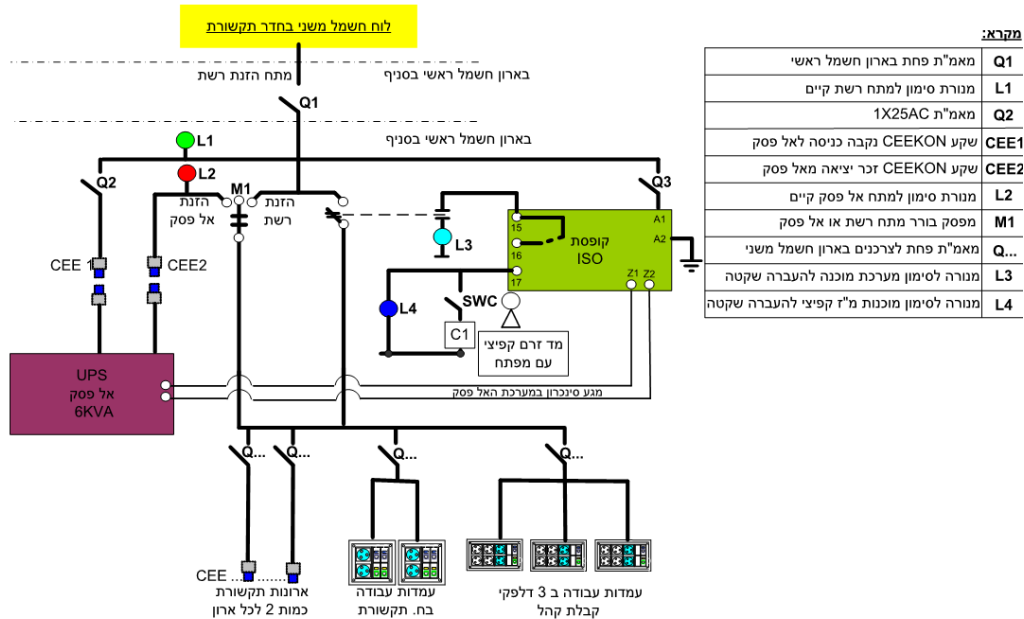 לוח חשמל משני בחדר תקשורת
מתח הזנת רשת
בארון חשמל ראשי בסניף
Q1
בארון חשמל ראשי בסניף
L1
L2
Q2
M1
Q3
הזנת
אל פסק
הזנת
רשת
L3
15
16
17
קופסת
ISO
A1
A2
Z1
Z2
CEE 1
CEE2
L4
SWC
C1
מד זרם קפיצי
עם מפתח
UPS
אל פסק
6KVA
מגע סינכרון במערכת האל פסק
Q...
Q...
Q...
Q...
CEE ..............
ארונות תקשורת
כמות 2 לכל ארון
עמדות עבודה
בח. תקשורת
עמדות עבודה ב 3 דלפקי
קבלת קהל
מקרא:
Q1 מאמ"ת פחת בארון חשמל ראשי
L1 מנורת סימון למתח רשת קיים
Q2 מאמ"ת 1X25AC
CEE1 שקע CEEKON נקבה כניסה לאל פסק
CEE2 שקע CEEKON זכר יציאה מאל פסק
L2 מנורת סימון למתח אל פסק קיים
M1 מפסק בורר מתח רשת או אל פסק
Q... מאמ"ת פחת לצרכנים בארון חשמל משני
L3 מנורה לסימון מערכת מוכנה להעברה שקטה
L4 מנורה לסימון מוכנות מ"ז קפיצי להעברה שקטה